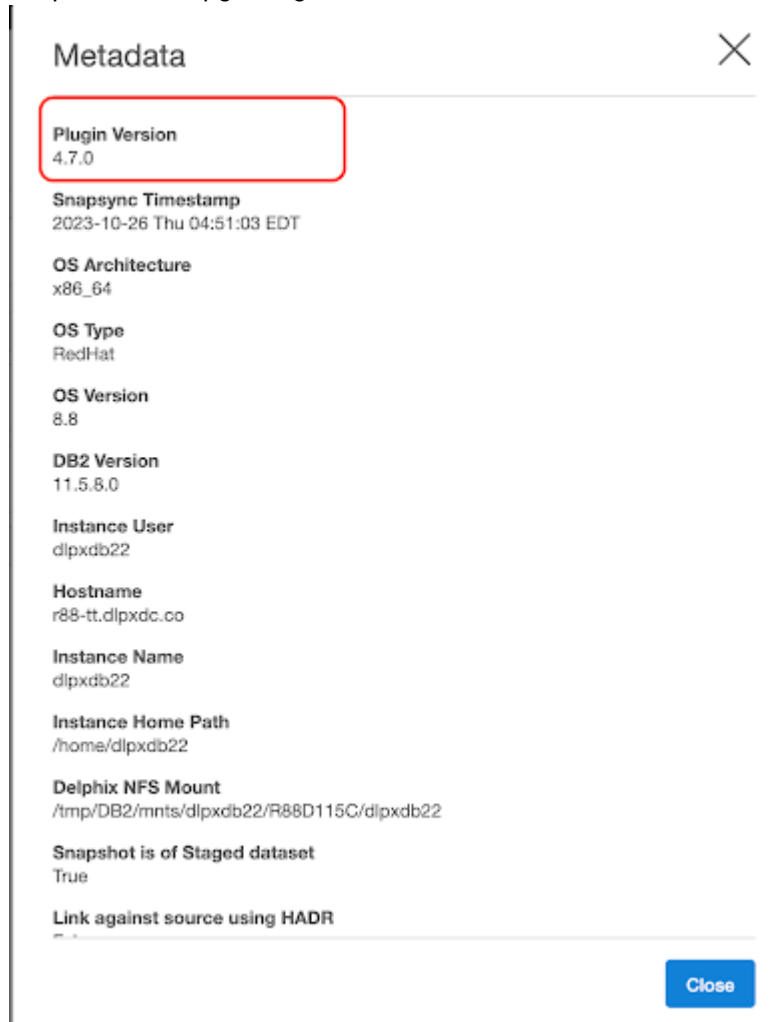 Metadata
Plugin Version
4.7.0
Snapsync Timestamp
2023-10-26 Thu 04:51:03 EDT
OS Architecture
x86_64
OS Type
RedHat
OS Version
8.8
DB2 Version
11.5.8.0
Instance User
dlpxdb22
Hostname
r88-tt.dlpxdc.co
Instance Name
dlpxdb22
Instance Home Path
/home/dlpxdb22
Delphix NFS Mount
/tmp/DB2/mnts/dlpxdb22/R88D115C/dlpxdb22
Snapshot is of Staged dataset
True
Link against source using HADR
Close